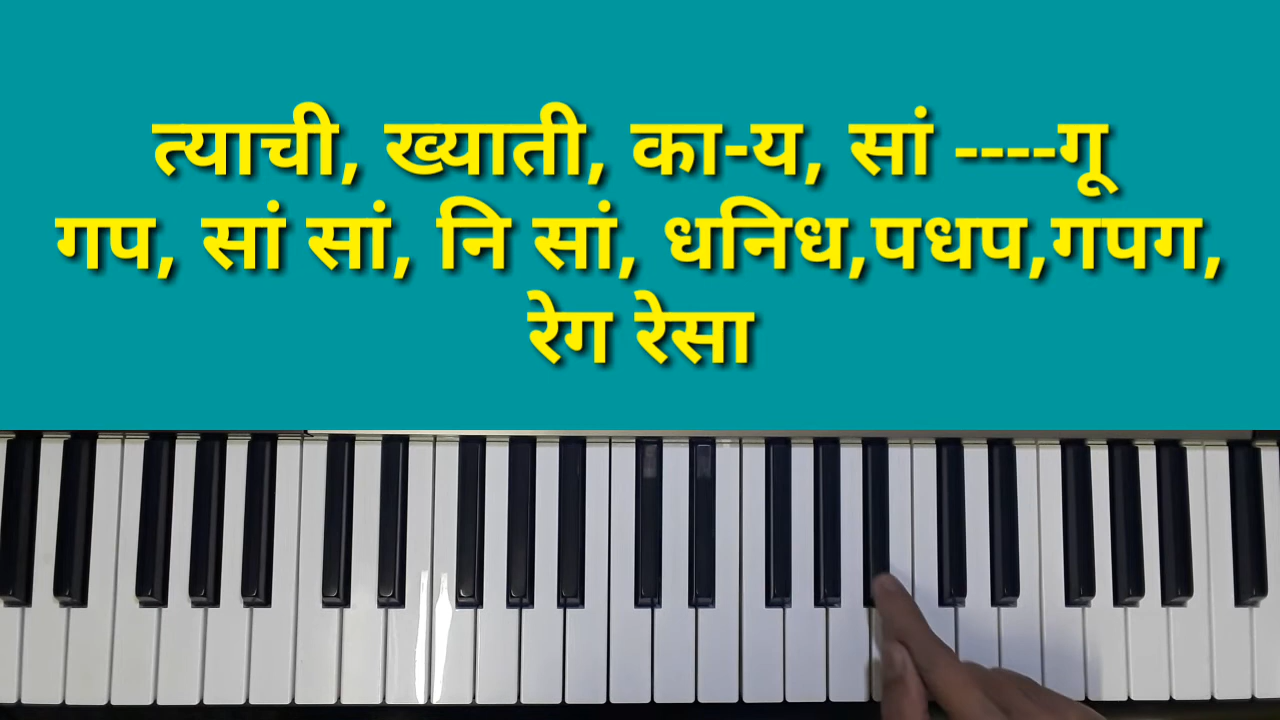 त्याची, ख्याती, का-य, सां ----गू
गप, सां सां, नि सां, धनिध,पधप,गपग,
रेग रेसा